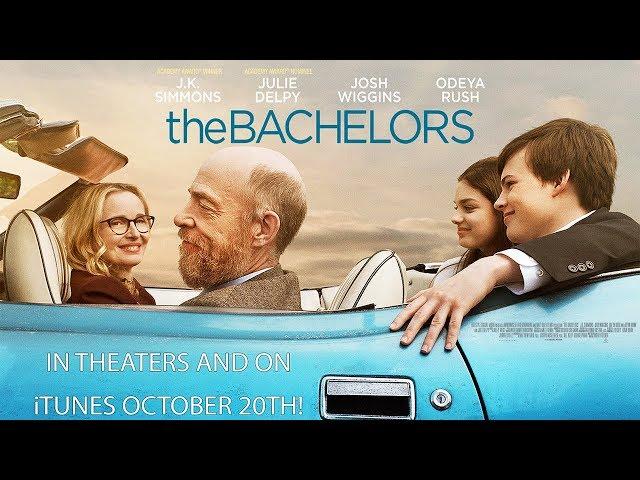 ACADEMY AWARD® WINNER
J.K.
SIMMONS
ACADEMY AWARD® NOMINEE
JULIE
DELPY
JOSH
WIGGINS
ODEYA
RUSH
theBACHELORS
IN THEATERS AND ON
iTUNES OCTOBER 20TH!